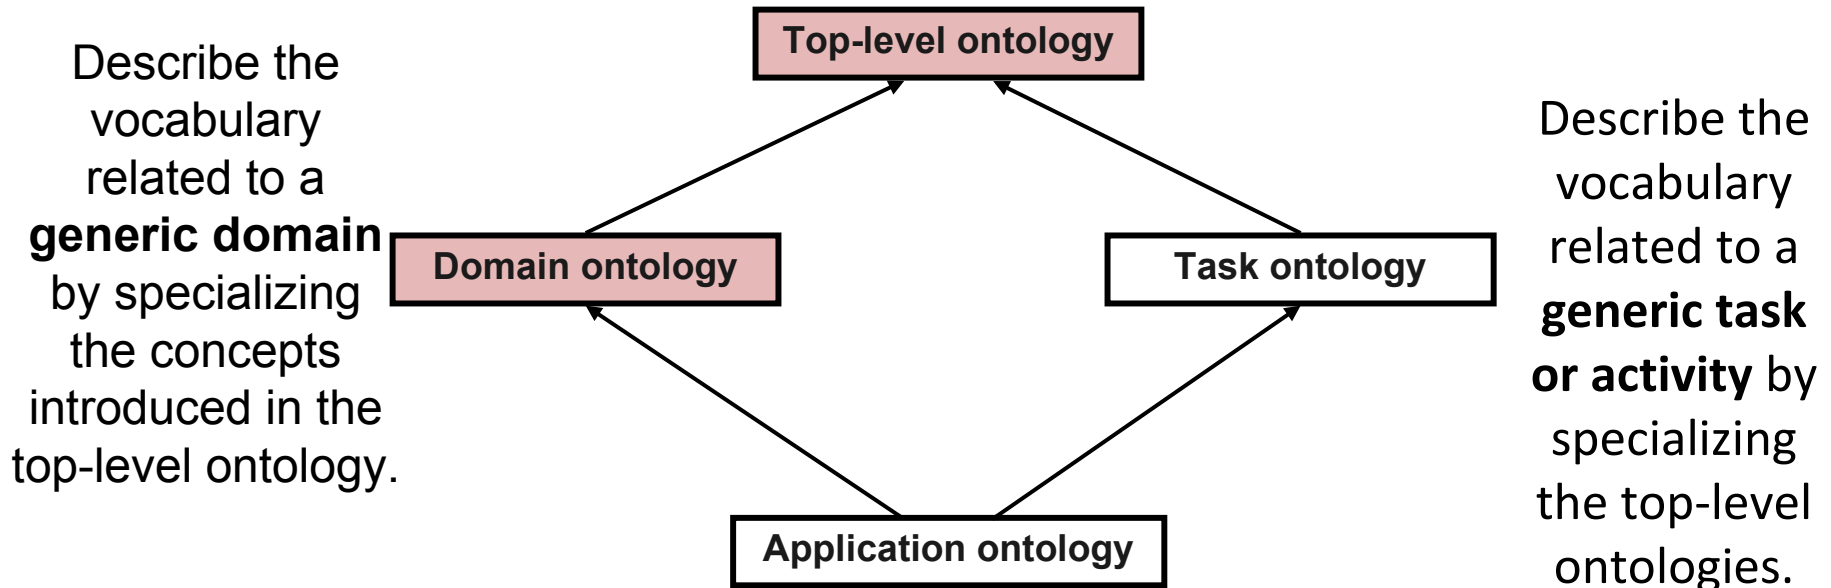 Top-level ontology
Describe the
vocabulary
related to a
generic domain
by specializing
the concepts
introduced in the
top-level ontology.
Domain ontology
Task ontology
Describe the
vocabulary
related to a
generic task
or activity by
specializing
the top-level
ontologies.
Application ontology